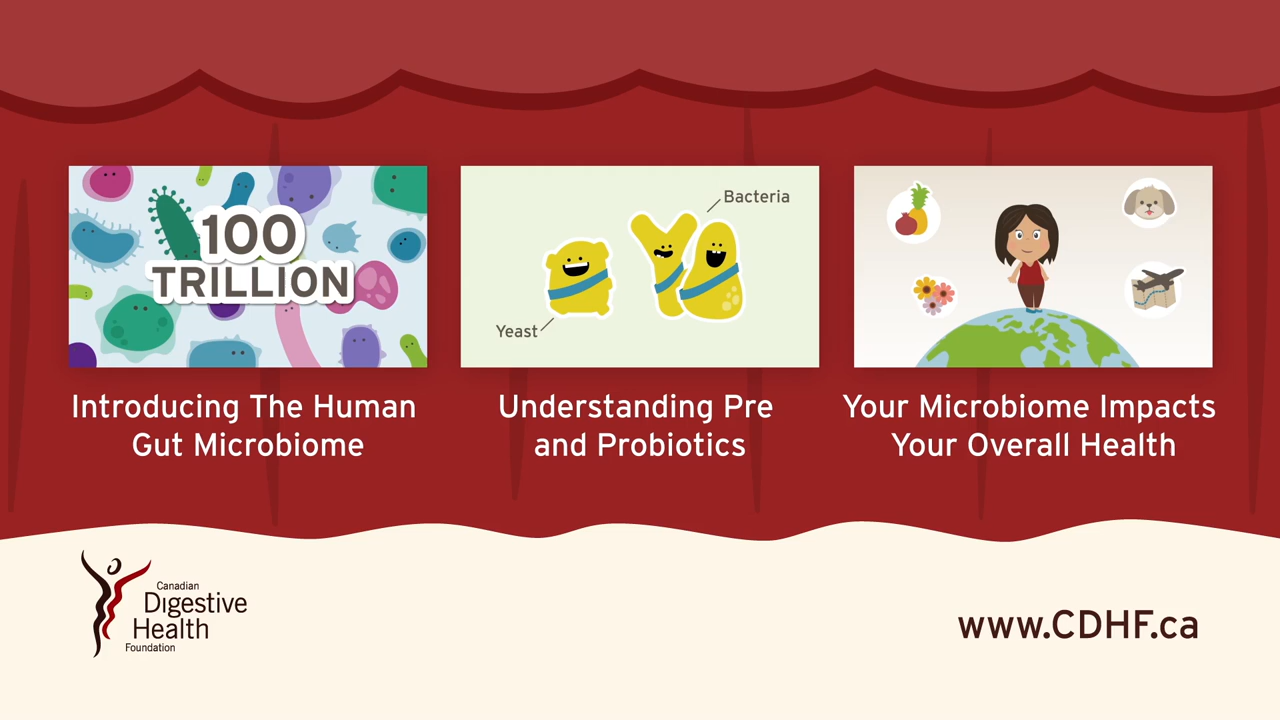 100
TRILLION
Bacteria
Yeast
Introducing The Human
Gut Microbiome
Understanding Pre
and Probiotics
Your Microbiome Impacts
Your Overall Health
Canadian
Digestive
Health
Foundation
www.CDHF.ca